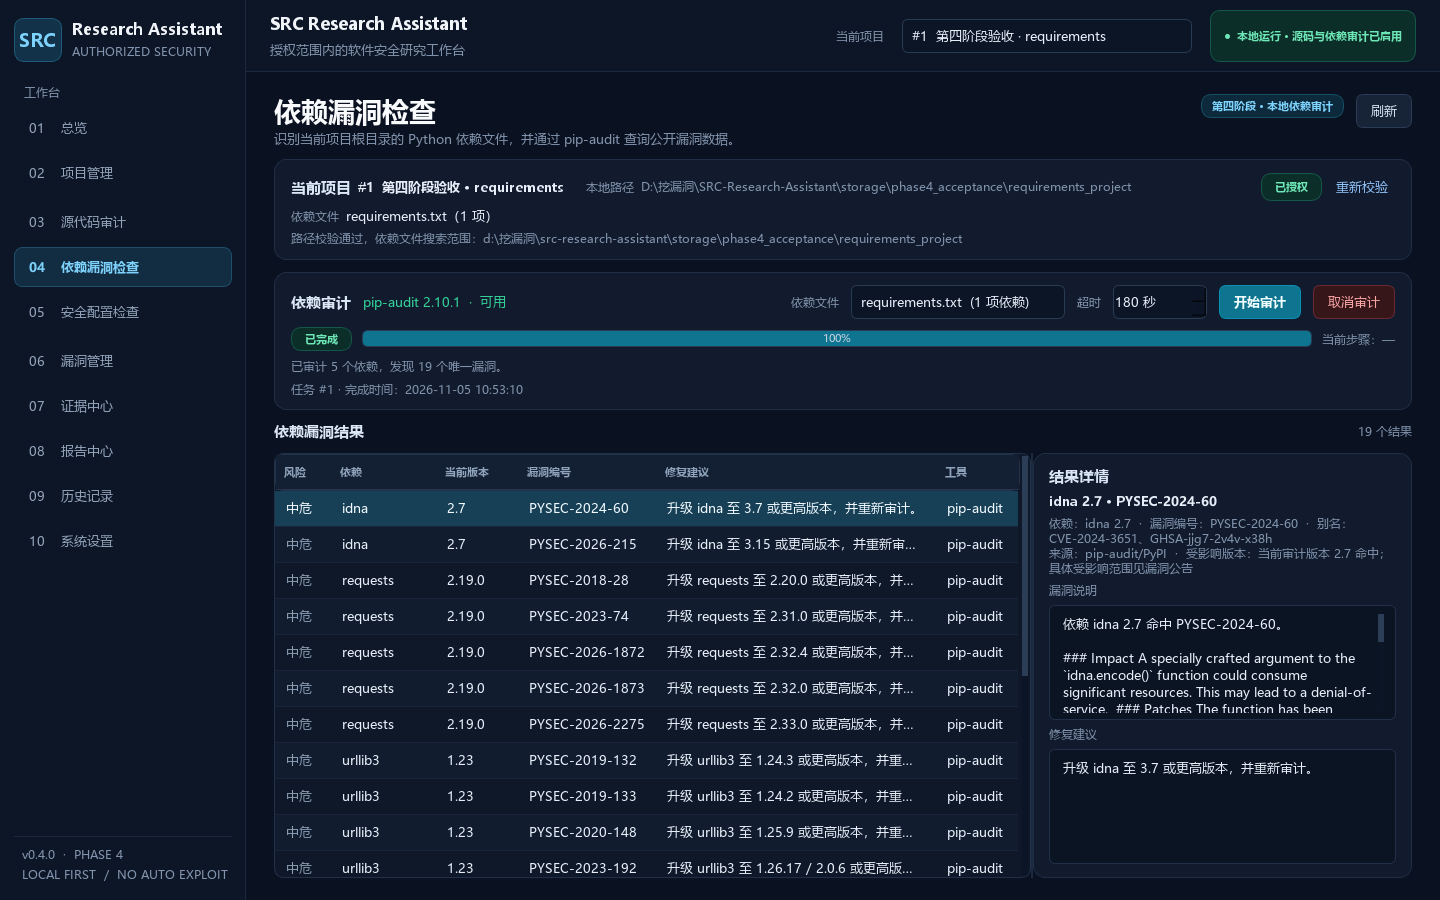 SRC
Research Assistant
AUTHORIZED SECURITY
工作台
01 总览
02 项目管理
03 源代码审计
04 依赖漏洞检查
05 安全配置检查
06 漏洞管理
07 证据中心
08 报告中心
09 历史记录
10 系统设置
v0.4.0 · PHASE 4
LOCAL FIRST / NO AUTO EXPLOIT
SRC Research Assistant
授权范围内的软件安全研究工作台
当前项目 #1 第四阶段验收 · requirements
• 本地运行 • 源码与依赖审计已启用
依赖漏洞检查
识别当前项目根目录的 Python 依赖文件，并通过 pip-audit 查询公开漏洞数据。
第四阶段 • 本地依赖审计
刷新
当前项目 #1 第四阶段验收 • requirements 本地路径 D:\挖漏洞\SRC-Research-Assistant\storage\phase4_acceptance\requirements_project 已授权 重新校验
依赖文件 requirements.txt（1 项）
路径校验通过，依赖文件搜索范围：d:\挖漏洞\src-research-assistant\storage\phase4_acceptance\requirements_project
依赖审计 pip-audit 2.10.1 · 可用 依赖文件 requirements.txt (1 项依赖) 超时 180 秒 开始审计 取消审计
已完成 100% 当前步骤：—
已审计 5 个依赖，发现 19 个唯一漏洞。
任务 #1 · 完成时间：2026-11-05 10:53:10
依赖漏洞结果 19 个结果
风险 依赖 当前版本 漏洞编号 修复建议 工具
中危 idna 2.7 PYSEC-2024-60 升级 idna 至 3.7 或更高版本，并重新审计。 pip-audit
中危 idna 2.7 PYSEC-2026-215 升级 idna 至 3.15 或更高版本，并重新审... pip-audit
中危 requests 2.19.0 PYSEC-2018-28 升级 requests 至 2.20.0 或更高版本，并... pip-audit
中危 requests 2.19.0 PYSEC-2023-74 升级 requests 至 2.31.0 或更高版本，并... pip-audit
中危 requests 2.19.0 PYSEC-2026-1872 升级 requests 至 2.32.4 或更高版本，并... pip-audit
中危 requests 2.19.0 PYSEC-2026-1873 升级 requests 至 2.32.0 或更高版本，并... pip-audit
中危 requests 2.19.0 PYSEC-2026-2275 升级 requests 至 2.33.0 或更高版本，并... pip-audit
中危 urllib3 1.23 PYSEC-2019-132 升级 urllib3 至 1.24.3 或更高版本，并重... pip-audit
中危 urllib3 1.23 PYSEC-2019-133 升级 urllib3 至 1.24.2 或更高版本，并重... pip-audit
中危 urllib3 1.23 PYSEC-2020-148 升级 urllib3 至 1.25.9 或更高版本，并重... pip-audit
中危 urllib3 1.23 PYSEC-2023-192 升级 urllib3 至 1.26.17 / 2.0.6 或更高版... pip-audit
结果详情
idna 2.7 • PYSEC-2024-60
依赖：idna 2.7 · 漏洞编号：PYSEC-2024-60 · 别名：
CVE-2024-3651、GHSA-jjg7-2v4v-x38h
来源：pip-audit/PyPI · 受影响版本：当前审计版本 2.7 命中；
具体受影响范围见漏洞公告
漏洞说明
依赖 idna 2.7 命中 PYSEC-2024-60。
### Impact A specially crafted argument to the
`idna.encode()` function could consume
significant resources. This may lead to a denial-of-
service. ### Patches The function has been
修复建议
升级 idna 至 3.7 或更高版本，并重新审计。